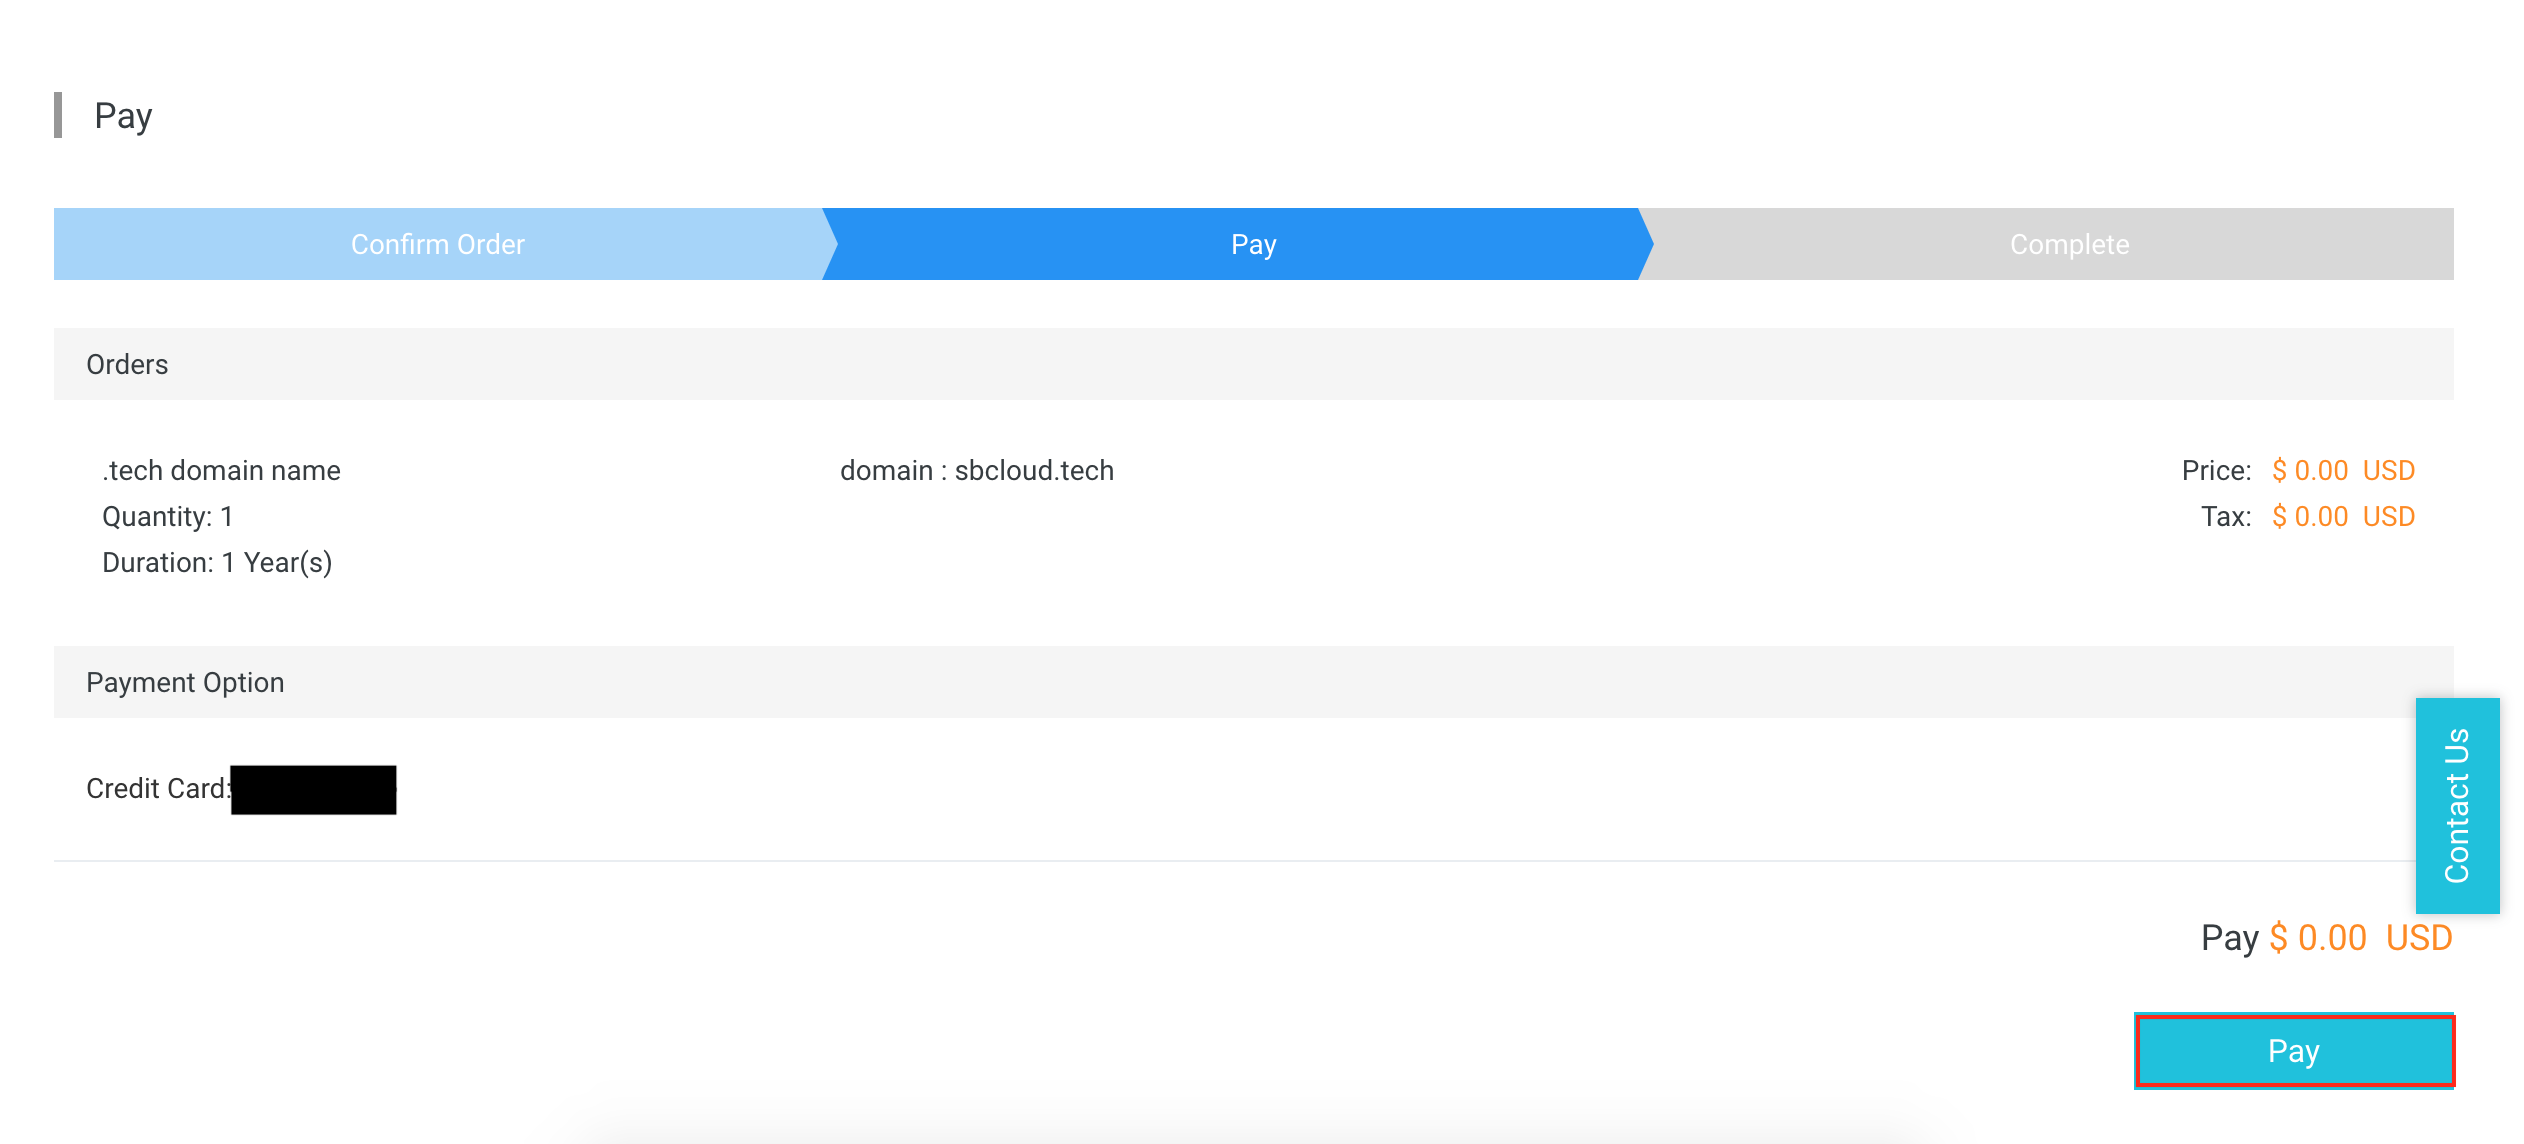 Pay
Confirm Order
Pay
Complete
Orders
.tech domain name
domain : sbcloud.tech
Price: $ 0.00 USD
Quantity: 1
Tax: $ 0.00 USD
Duration: 1 Year(s)
Payment Option
Credit Card:
Contact Us
Pay $ 0.00 USD
Pay